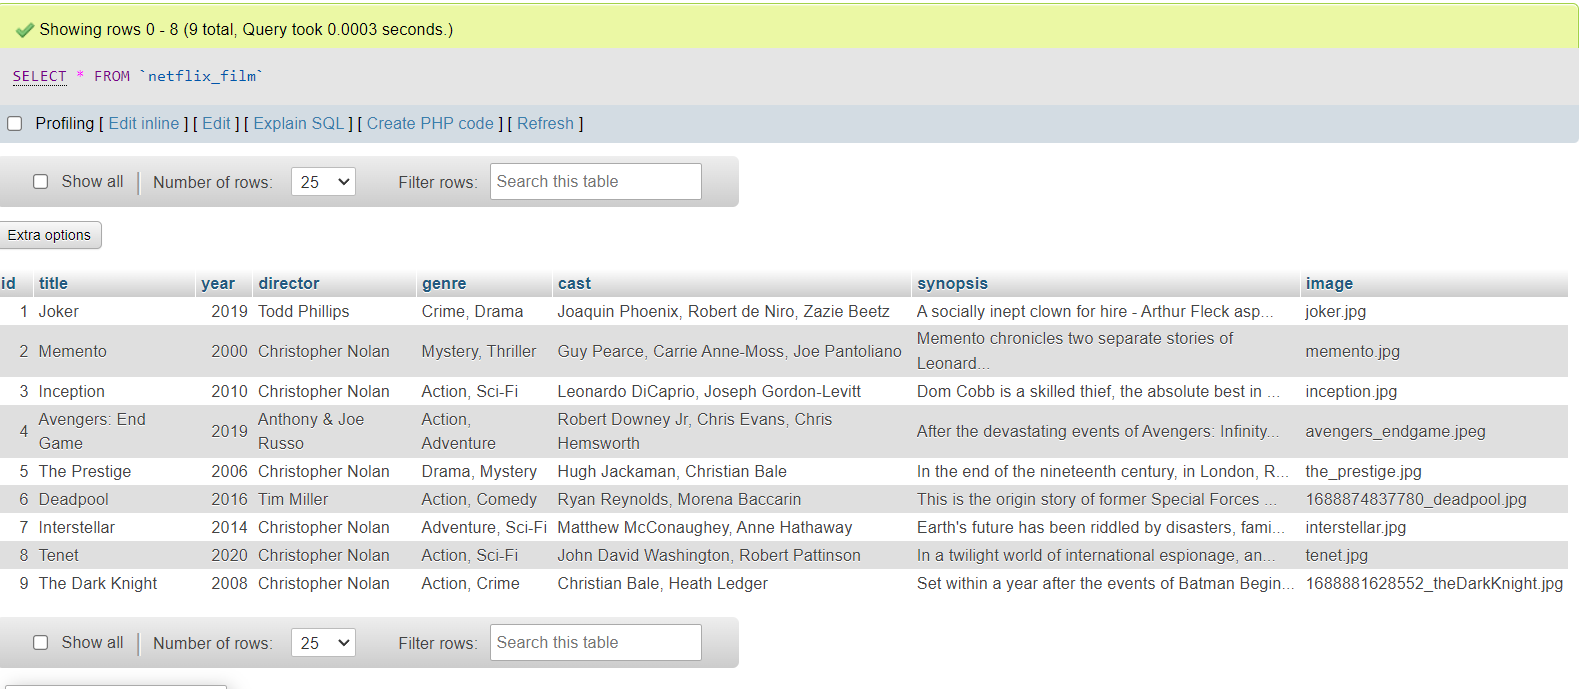 Showing rows 0 - 8 (9 total, Query took 0.0003 seconds.)
SELECT * FROM `netflix_film`
Profiling [ Edit inline ] [ Edit ] [ Explain SQL ] [ Create PHP code ] [ Refresh ]
Show all Number of rows: 25 Filter rows: Search this table
Extra options
id title year director genre cast synopsis image
1 Joker 2019 Todd Phillips Crime, Drama Joaquin Phoenix, Robert de Niro, Zazie Beetz A socially inept clown for hire - Arthur Fleck asp... joker.jpg
2 Memento 2000 Christopher Nolan Mystery, Thriller Guy Pearce, Carrie Anne-Moss, Joe Pantoliano Memento chronicles two separate stories of
Leonard... memento.jpg
3 Inception 2010 Christopher Nolan Action, Sci-Fi Leonardo DiCaprio, Joseph Gordon-Levitt Dom Cobb is a skilled thief, the absolute best in ... inception.jpg
4 Avengers: End
Game 2019 Anthony & Joe
Russo Action,
Adventure Robert Downey Jr, Chris Evans, Chris
Hemsworth After the devastating events of Avengers: Infinity... avengers_endgame.jpeg
5 The Prestige 2006 Christopher Nolan Drama, Mystery Hugh Jackaman, Christian Bale In the end of the nineteenth century, in London, R... the_prestige.jpg
6 Deadpool 2016 Tim Miller Action, Comedy Ryan Reynolds, Morena Baccarin This is the origin story of former Special Forces ... 1688874837780_deadpool.jpg
7 Interstellar 2014 Christopher Nolan Adventure, Sci-Fi Matthew McConaughey, Anne Hathaway Earth's future has been riddled by disasters, fami... interstellar.jpg
8 Tenet 2020 Christopher Nolan Action, Sci-Fi John David Washington, Robert Pattinson In a twilight world of international espionage, an... tenet.jpg
9 The Dark Knight 2008 Christopher Nolan Action, Crime Christian Bale, Heath Ledger Set within a year after the events of Batman Begin... 1688881628552_theDarkKnight.jpg
Show all Number of rows: 25 Filter rows: Search this table